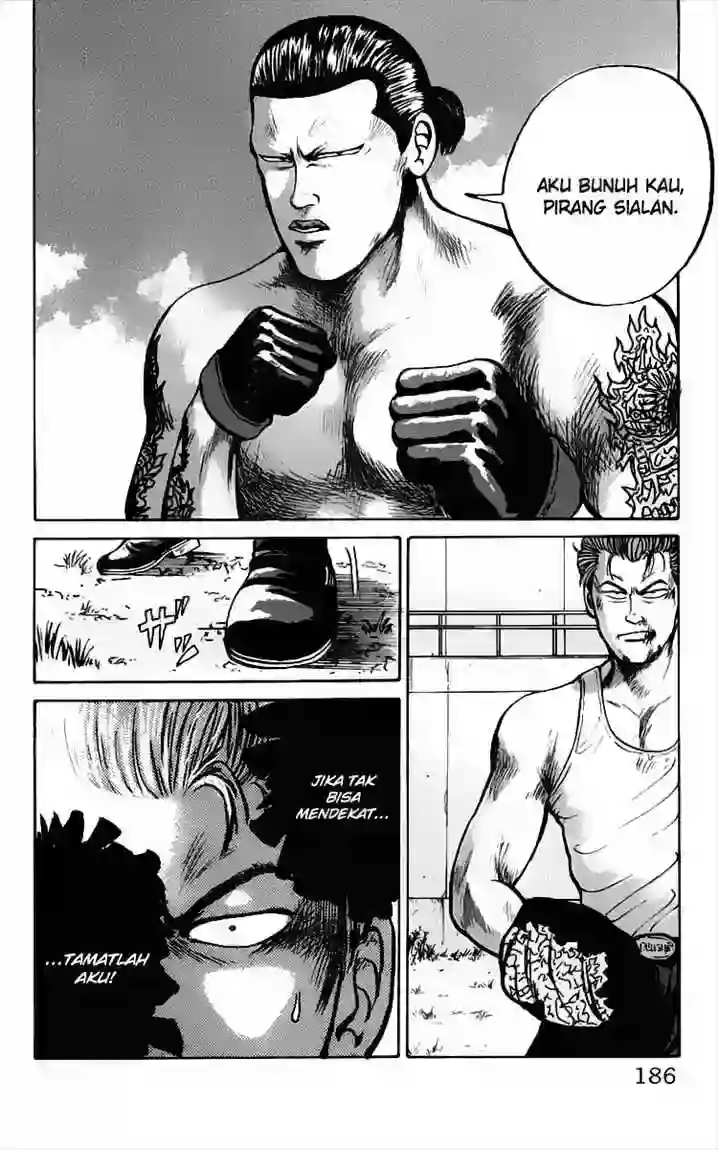 AKU BUNUH KAU,
PIRANG SIALAN.
JIKA TAK
BISA
MENDEKAT...
...TAMATLAH
AKU!
186